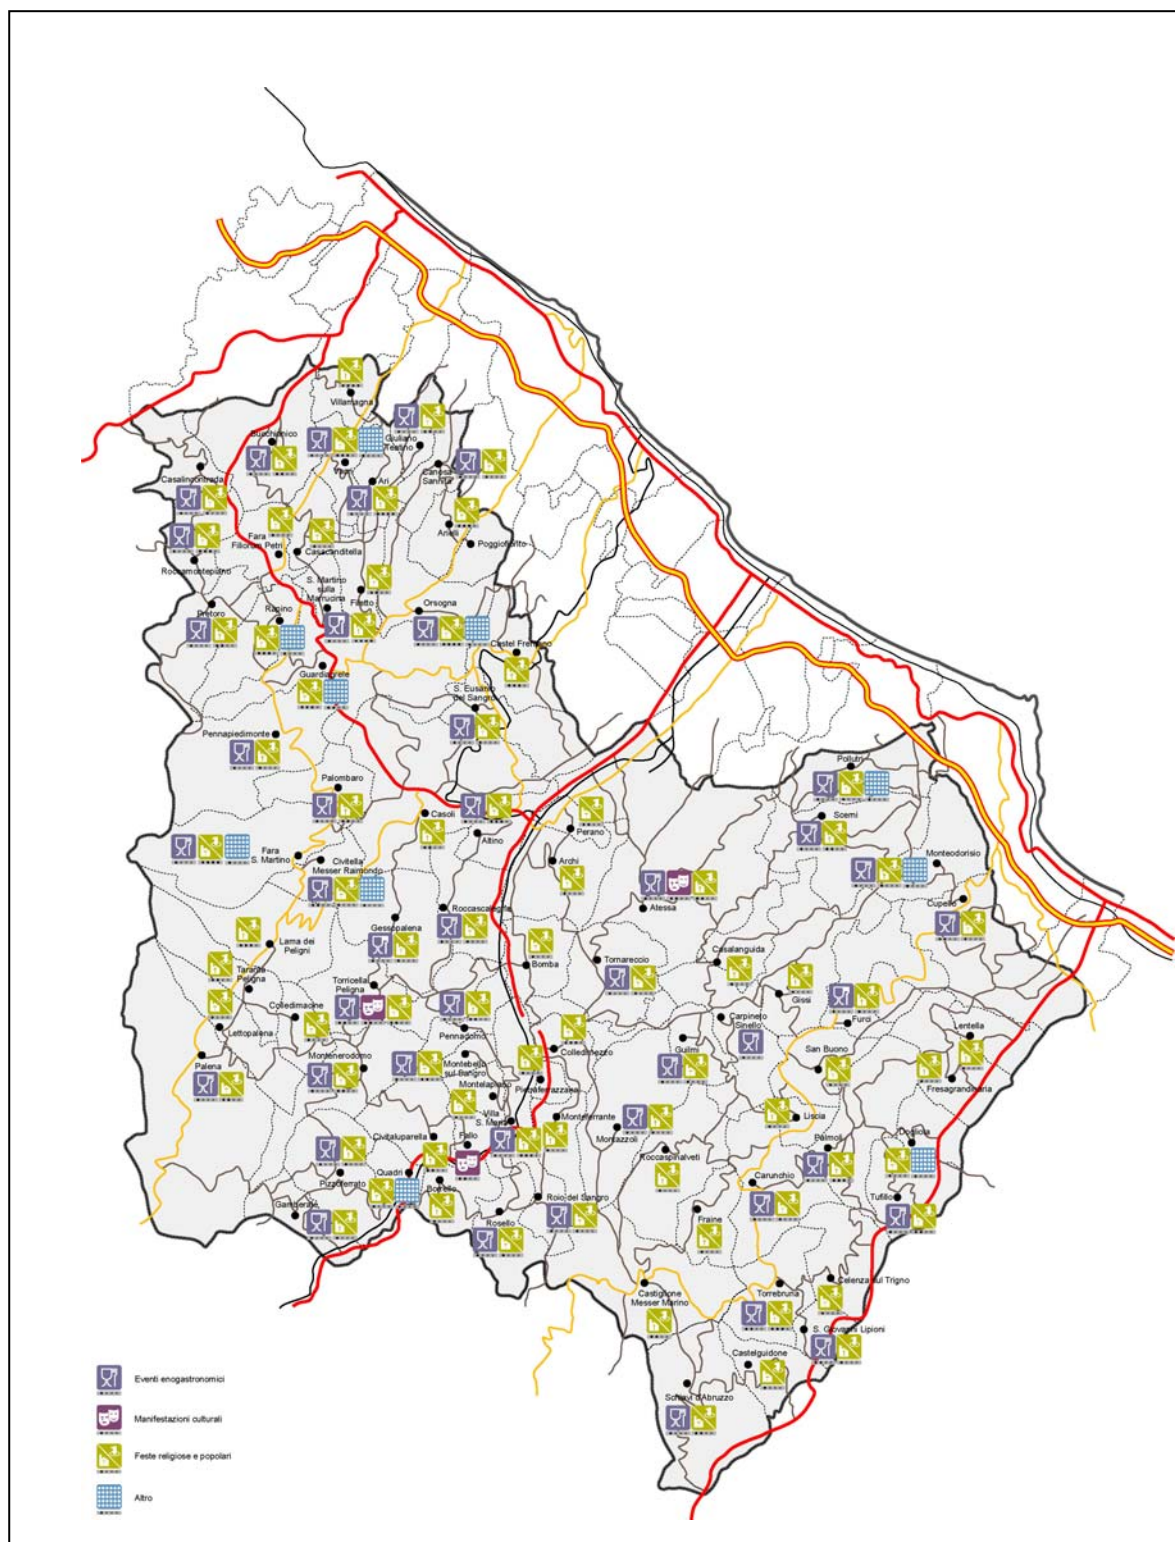 Villamagna
Bucchianico
Vacri
Giuliano
Teatino
Casalincontrada
Ari
Canosa
Sannita
Arielli
Poggiofiorito
Fara
Filiorum Petri
Casacanditella
Roccamontepiano
S. Martino
sulla
Marrucina
Filetto
Orsogna
Pretoro
Rapino
Castel Frentano
Guardiagrele
S. Eusanio
del Sangro
Pennapiedimonte
Palombaro
Casoli
Altino
Perano
Pollutri
Scerni
Fara
S. Martino
Civitella
Messer Raimondo
Archi
Monteodorisio
Atessa
Cupello
Roccascalegna
Gessopalena
Lama dei
Peligni
Bomba
Tornareccio
Casalanguida
Taranta
Peligna
Torricella
Peligna
Gissi
Colledimacine
Lettopalena
Pennadomo
Carpineto
Sinello
Furci
Lentella
Palena
Montenerodomo
Montebello
sul Sangro
Colledimezzo
Guilmi
San Buono
Fresagrandinaria
Montelapiano
Pietraferrazzana
Villa
S. Maria
Monteferrante
Montazzoli
Liscia
Civitaluparella
Fallo
Roccaspinalveti
Palmoli
Dogliola
Pizzoferrato
Quadri
Borrello
Carunchio
Tufillo
Gamberale
Rosello
Roio del Sangro
Fraine
Castiglione
Messer Marino
Torrebruna
Celenza sul Trigno
S. Giovanni Lipioni
Castelguidone
Schiavi d'Abruzzo
Eventi enogastronomici
Manifestazioni culturali
Feste religiose e popolari
Altro